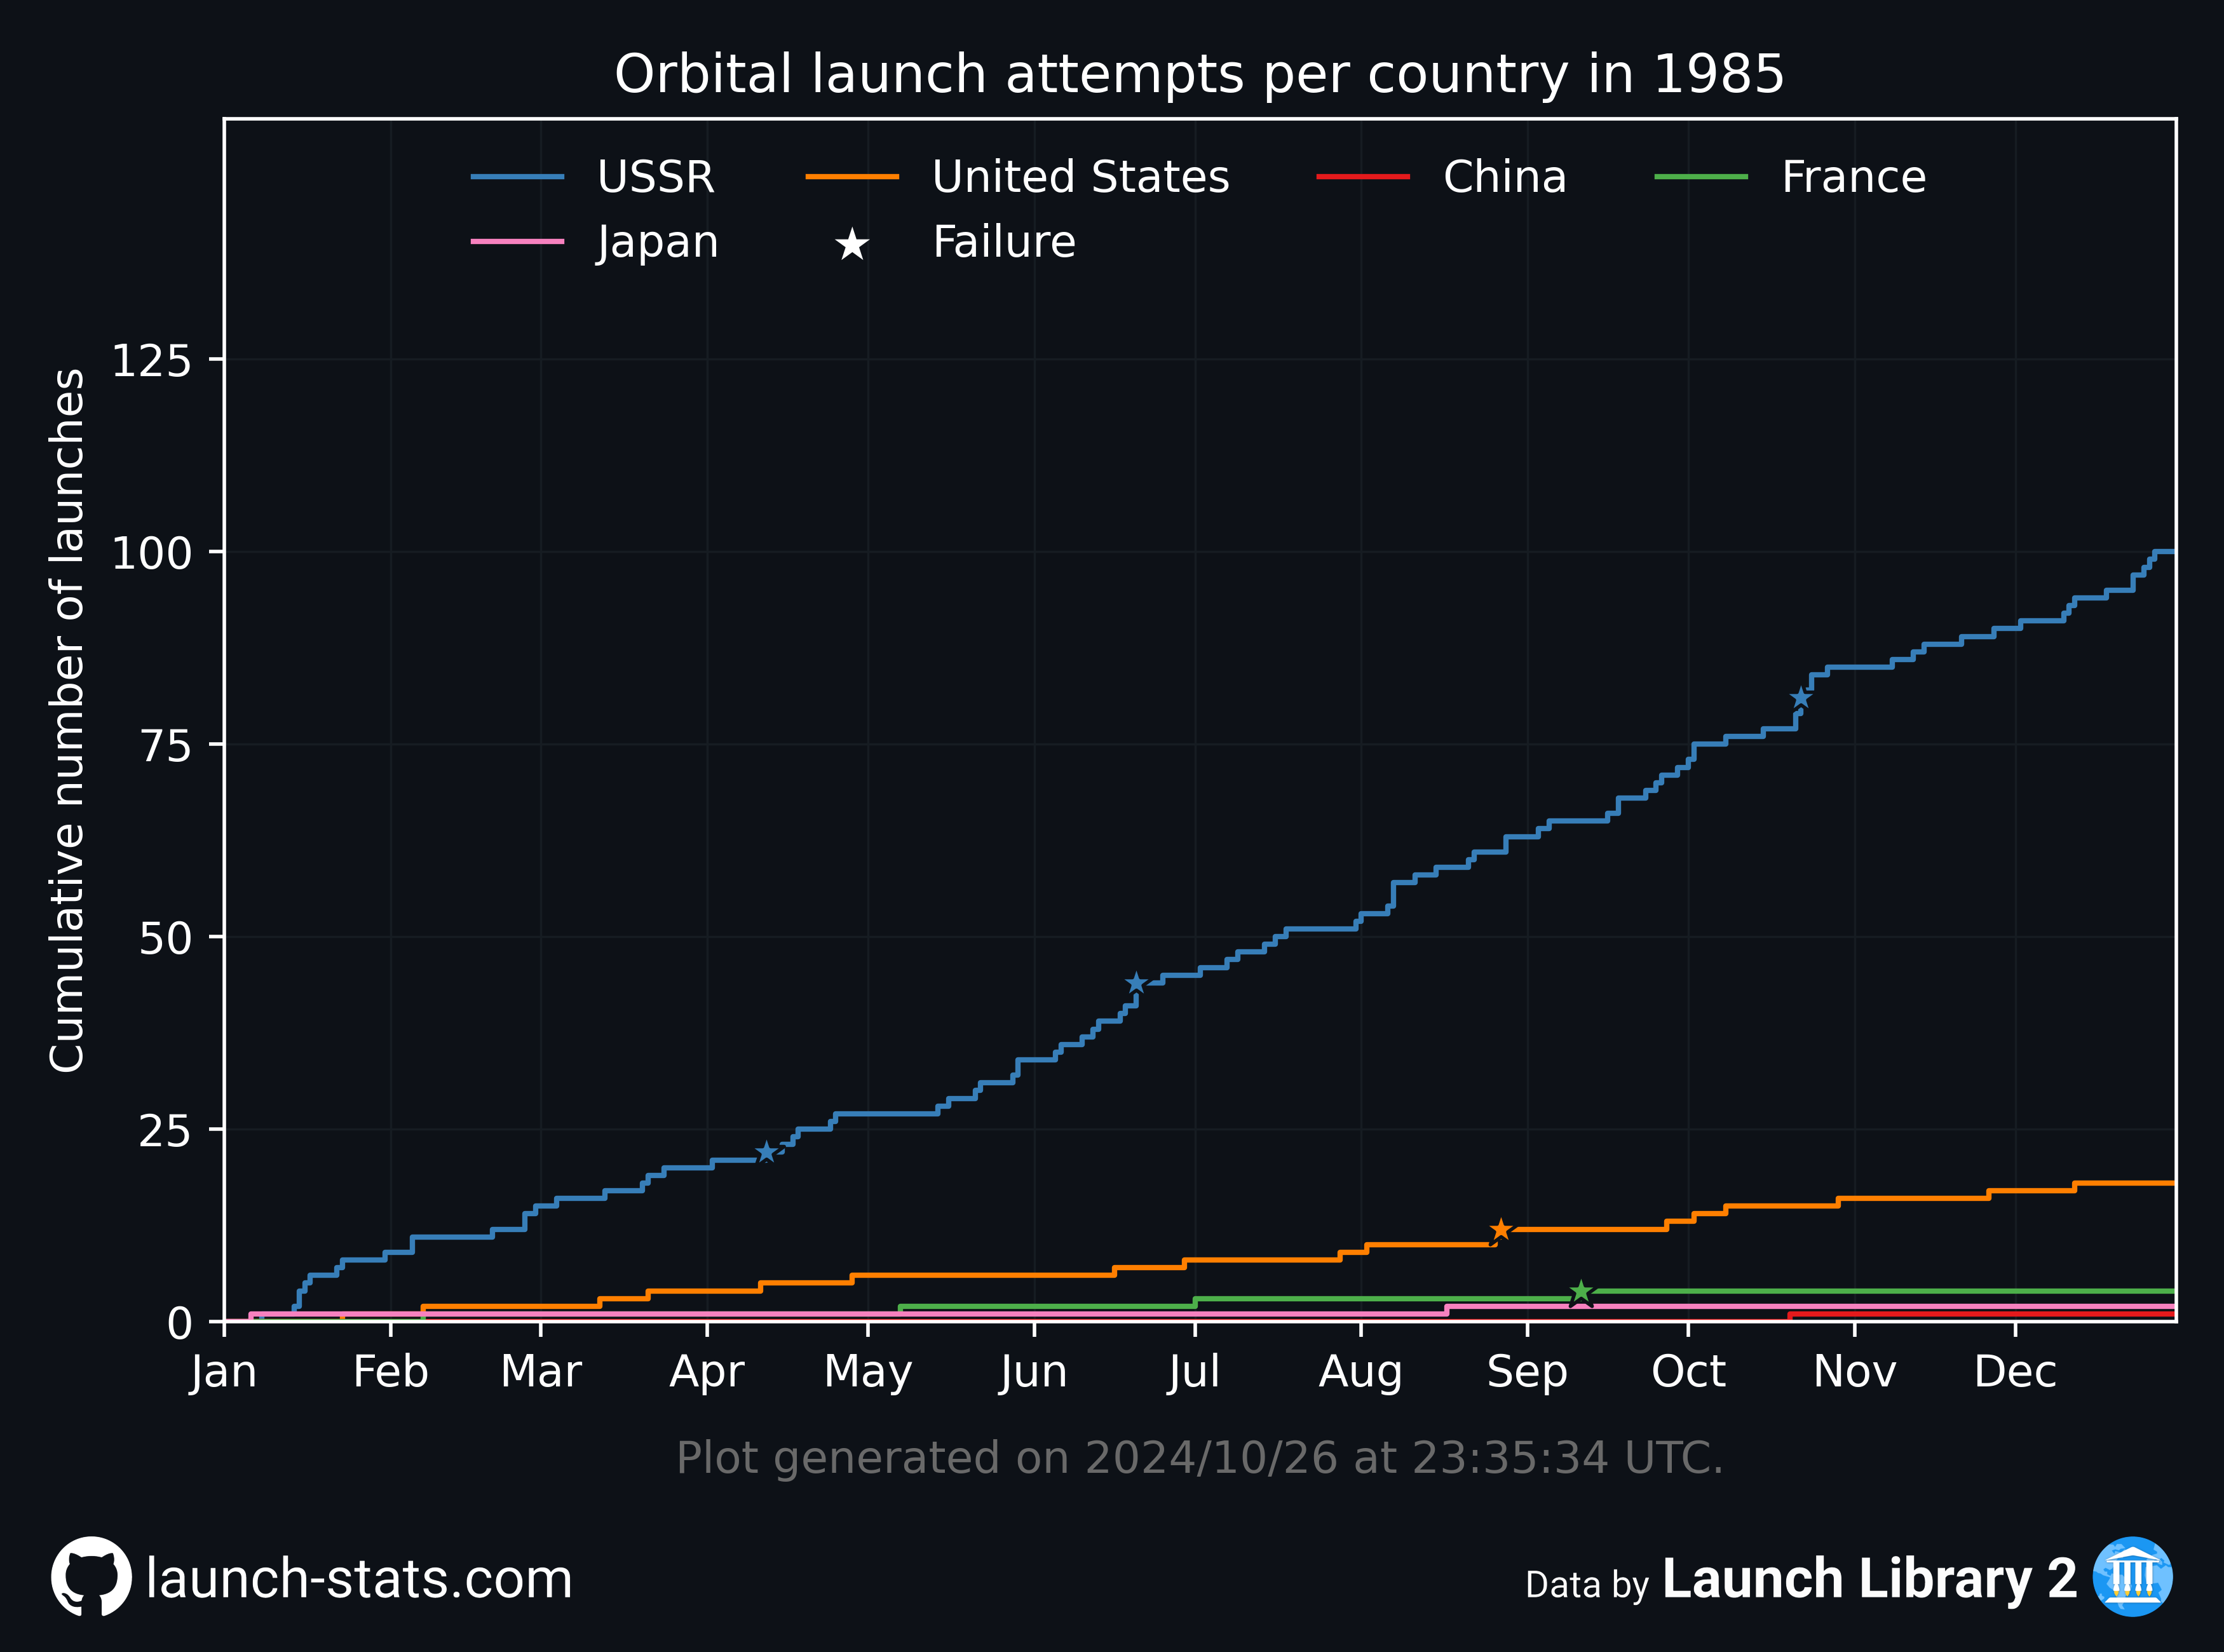 Orbital launch attempts per country in 1985
USSR United States China France
Japan Failure
Cumulative number of launches
125
100
75
50
25
0
Jan Feb Mar Apr May Jun Jul Aug Sep Oct Nov Dec
Plot generated on 2024/10/26 at 23:35:34 UTC.
launch-stats.com
Data by Launch Library 2